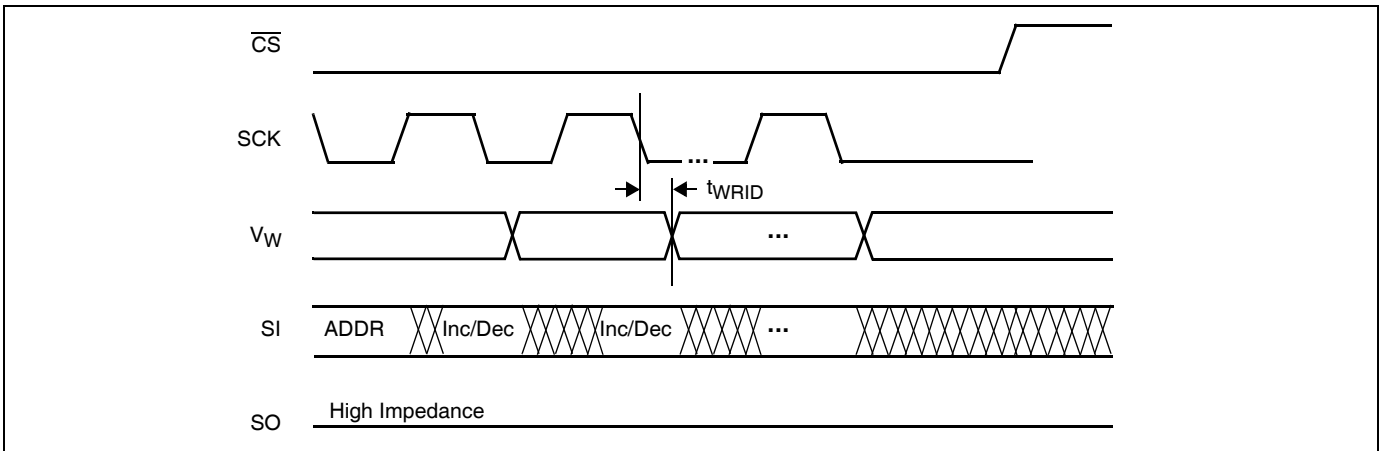 CS
SCK
...
tWRID
VW
...
SI ADDR Inc/Dec Inc/Dec ...
SO High Impedance